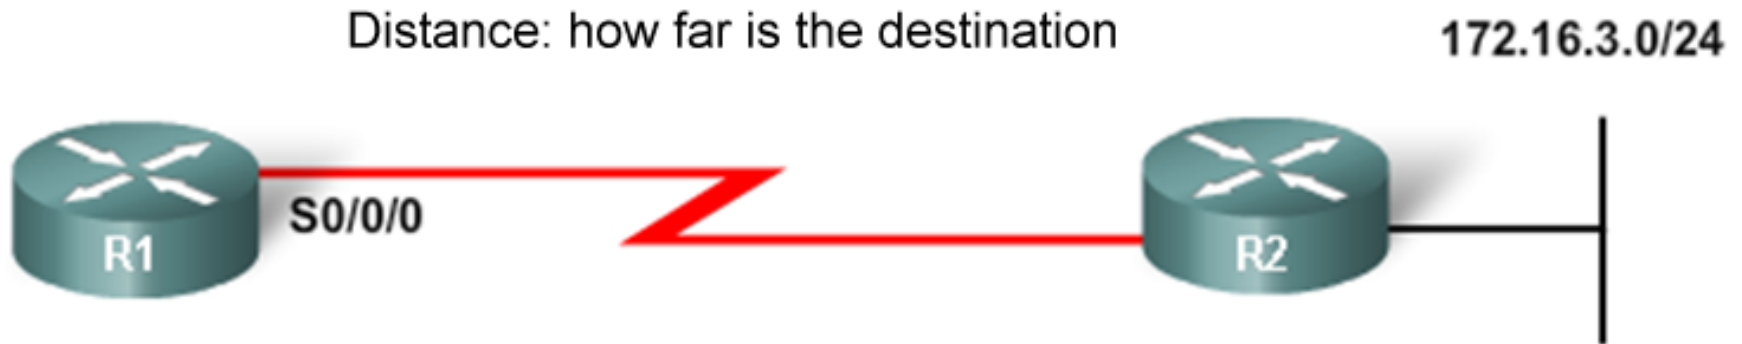 Distance: how far is the destination
172.16.3.0/24
S0/0/0
R1
R2